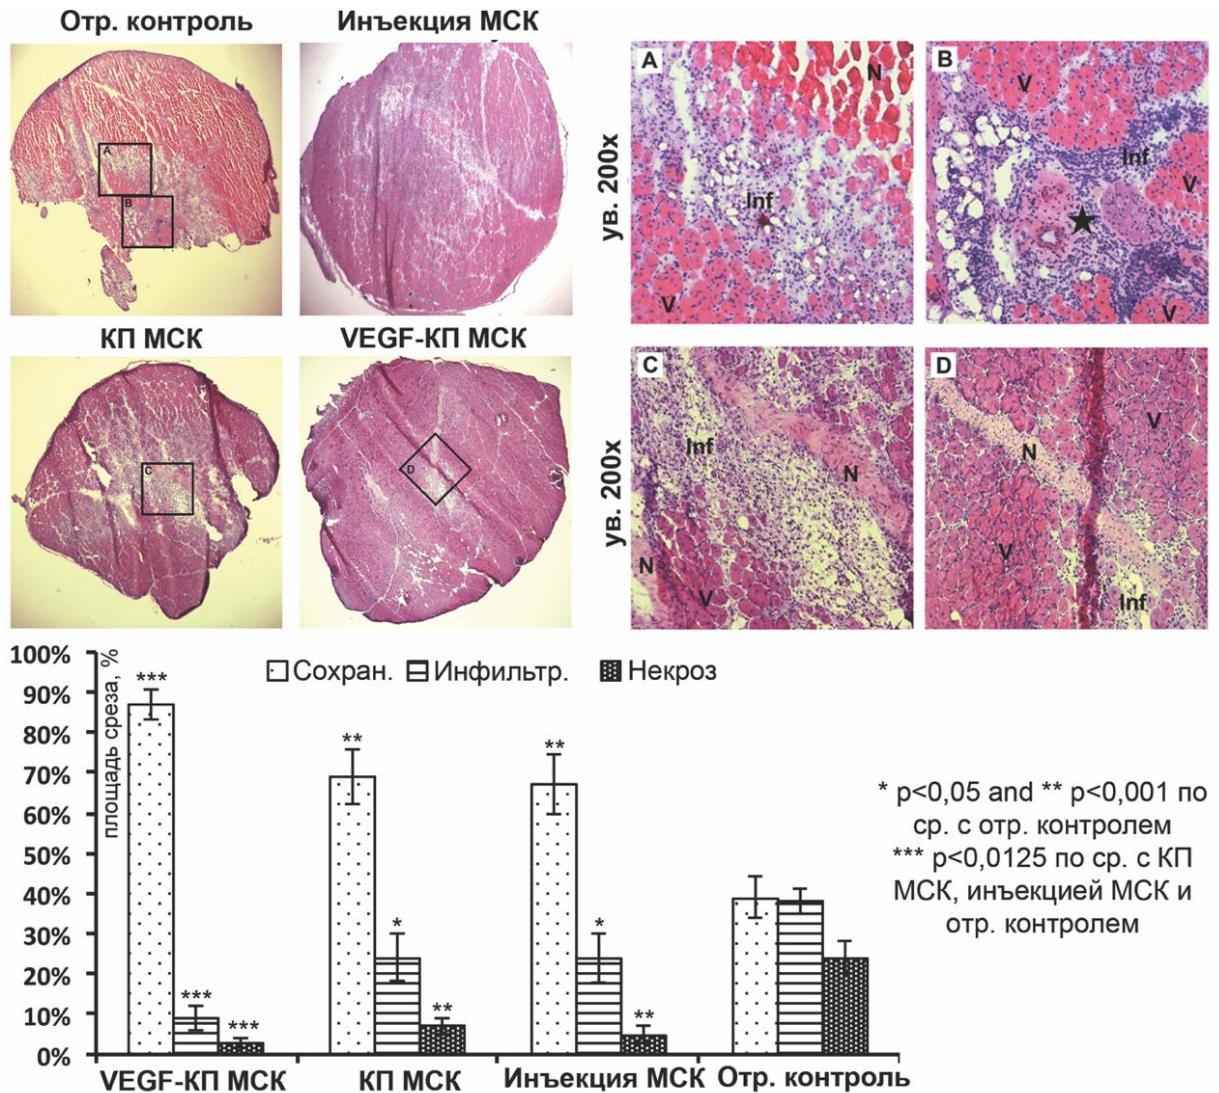 Отр. контроль
Инъекция МСК
A
B
КП МСК
VEGF-КП МСК
C
D
ув. 200x
A
N
Inf
V
B
V
Inf
V
V
ув. 200x
C
Inf
N
N
V
D
V
N
V
Inf
площадь среза, %
100%
90%
80%
70%
60%
50%
40%
30%
20%
10%
0%
Сохран. Инфильтр. Некроз
***
***
***
**
*
**
**
*
**
VEGF-КП МСК
КП МСК
Инъекция МСК
Отр. контроль
* p<0,05 and ** p<0,001 по
ср. с отр. контролем
*** p<0,0125 по ср. с КП
МСК, инъекцией МСК и
отр. контролем